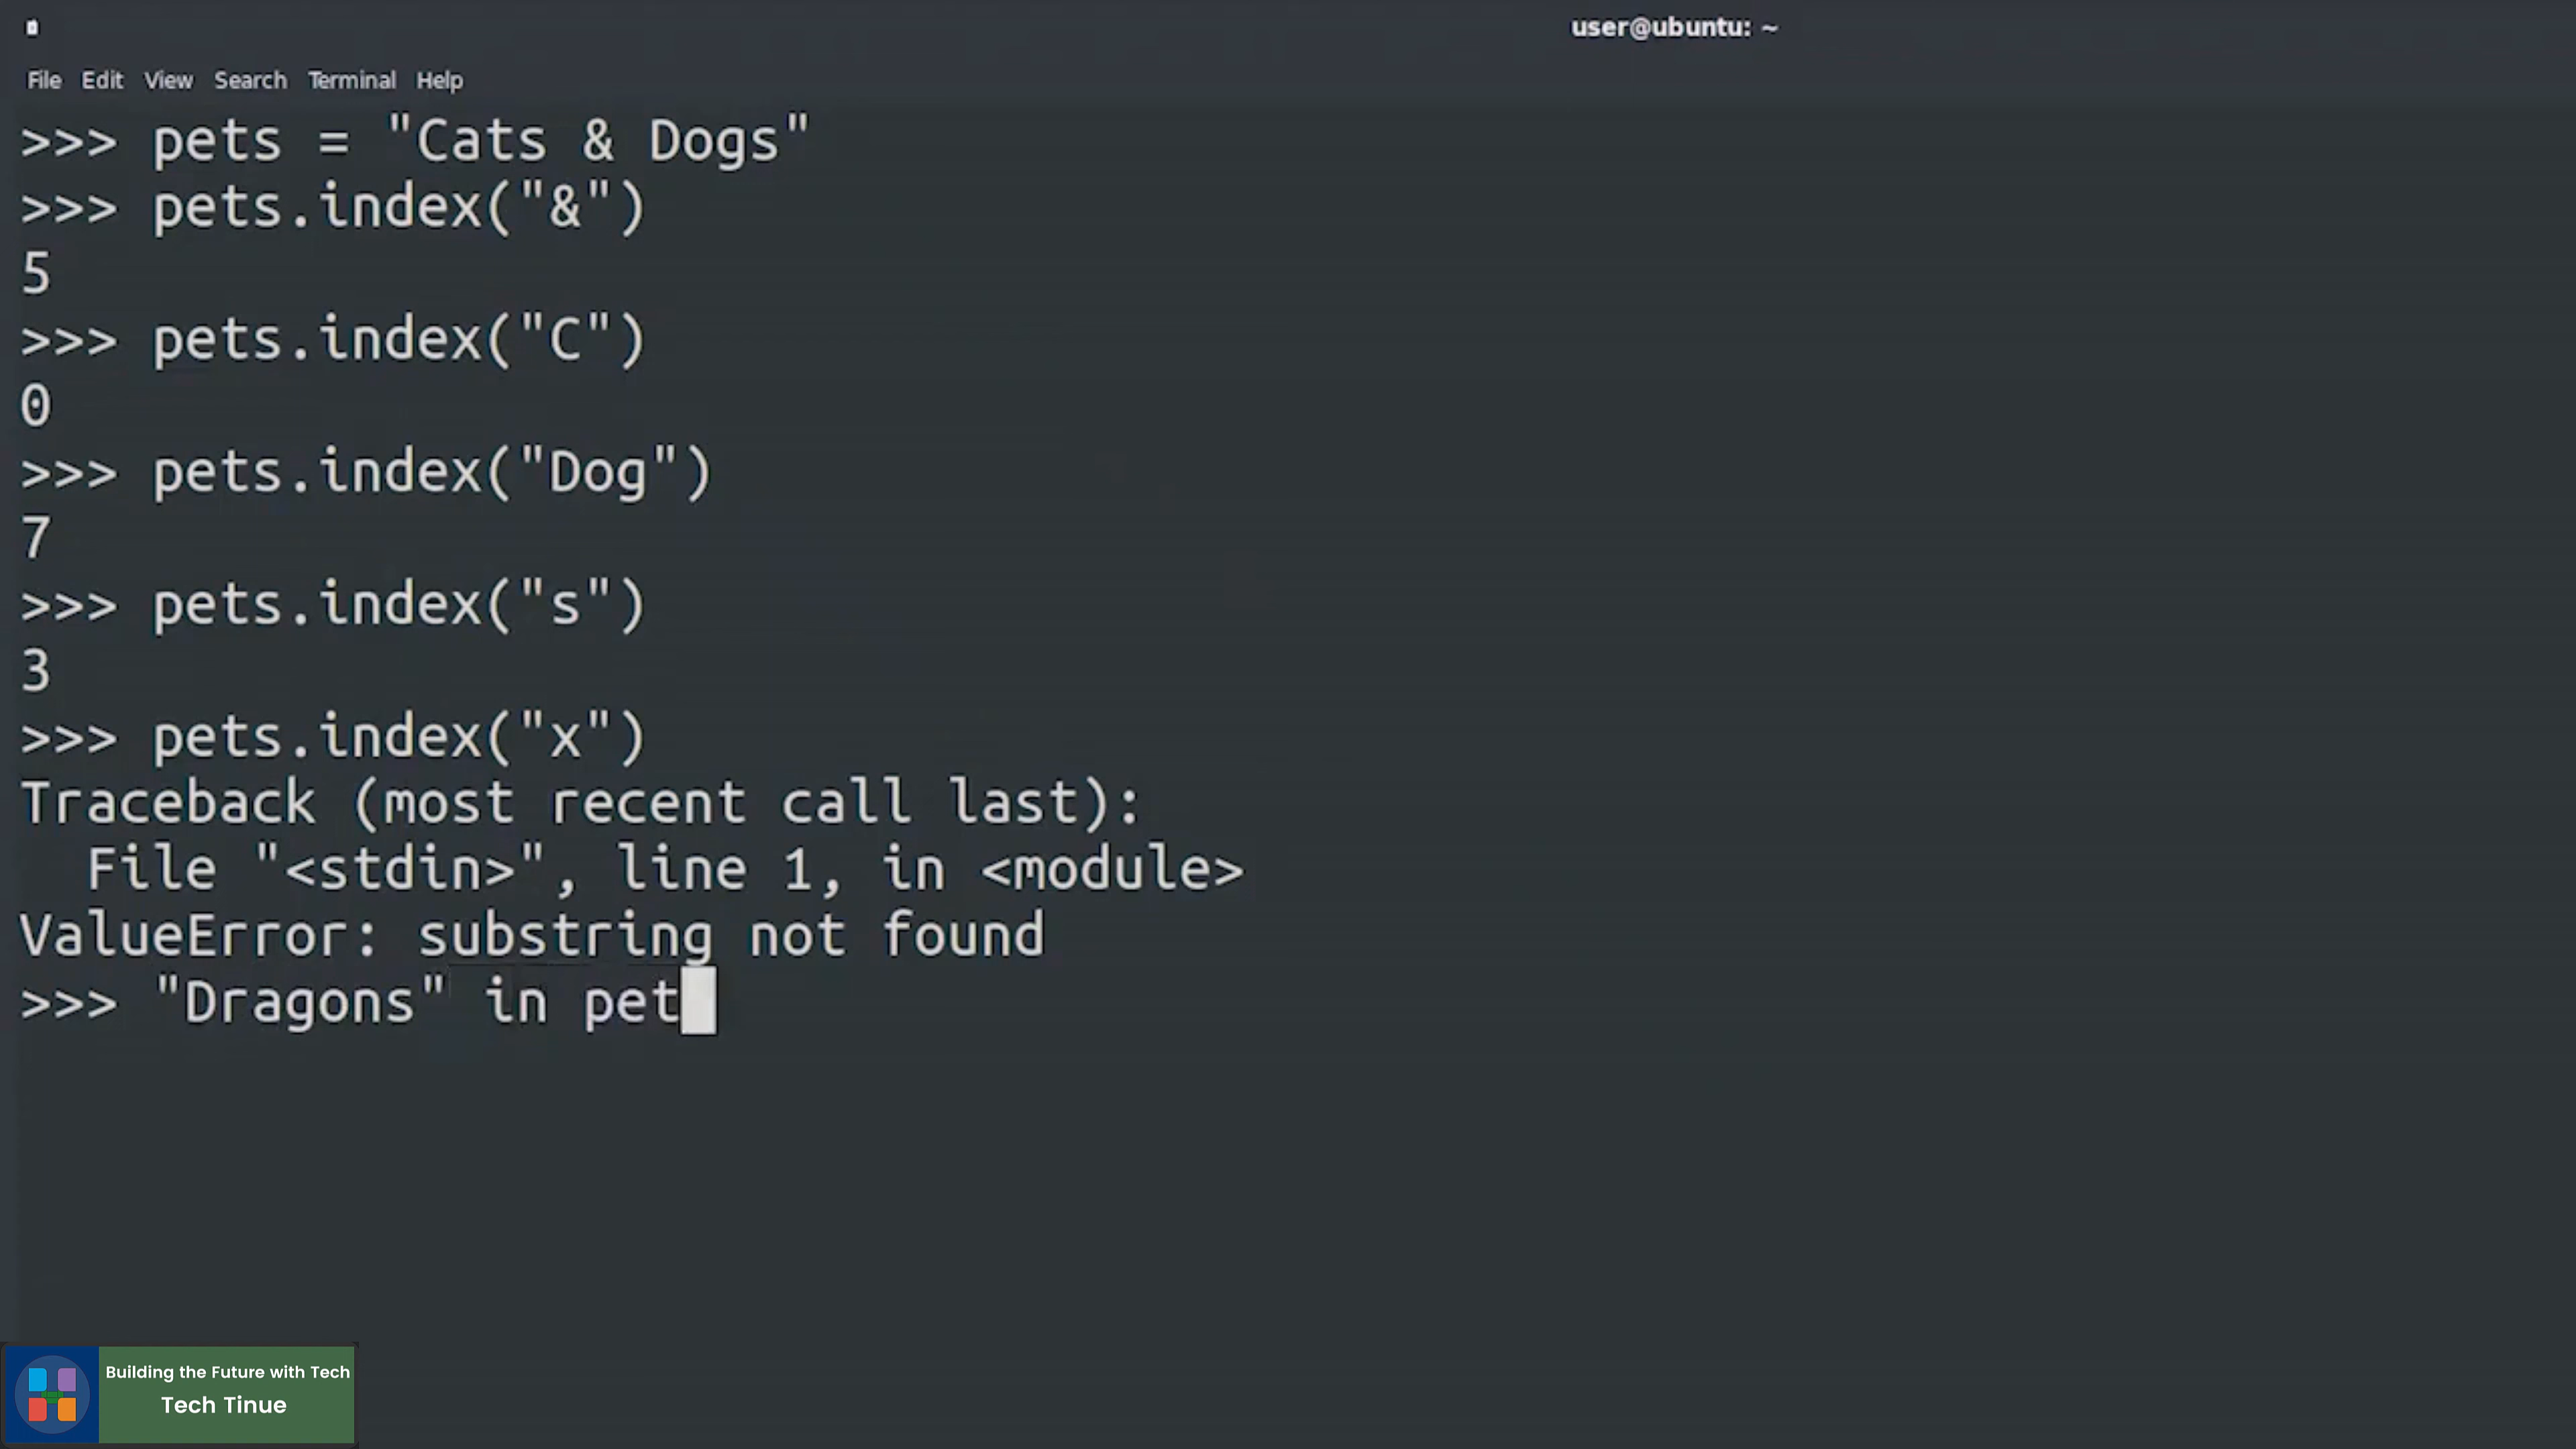 user@ubuntu: ~
File Edit View Search Terminal Help
>>> pets = "Cats & Dogs"
>>> pets.index("&")
5
>>> pets.index("C")
0
>>> pets.index("Dog")
7
>>> pets.index("s")
3
>>> pets.index("x")
Traceback (most recent call last):
  File "<stdin>", line 1, in <module>
ValueError: substring not found
>>> "Dragons" in pet
Building the Future with Tech
Tech Tinue